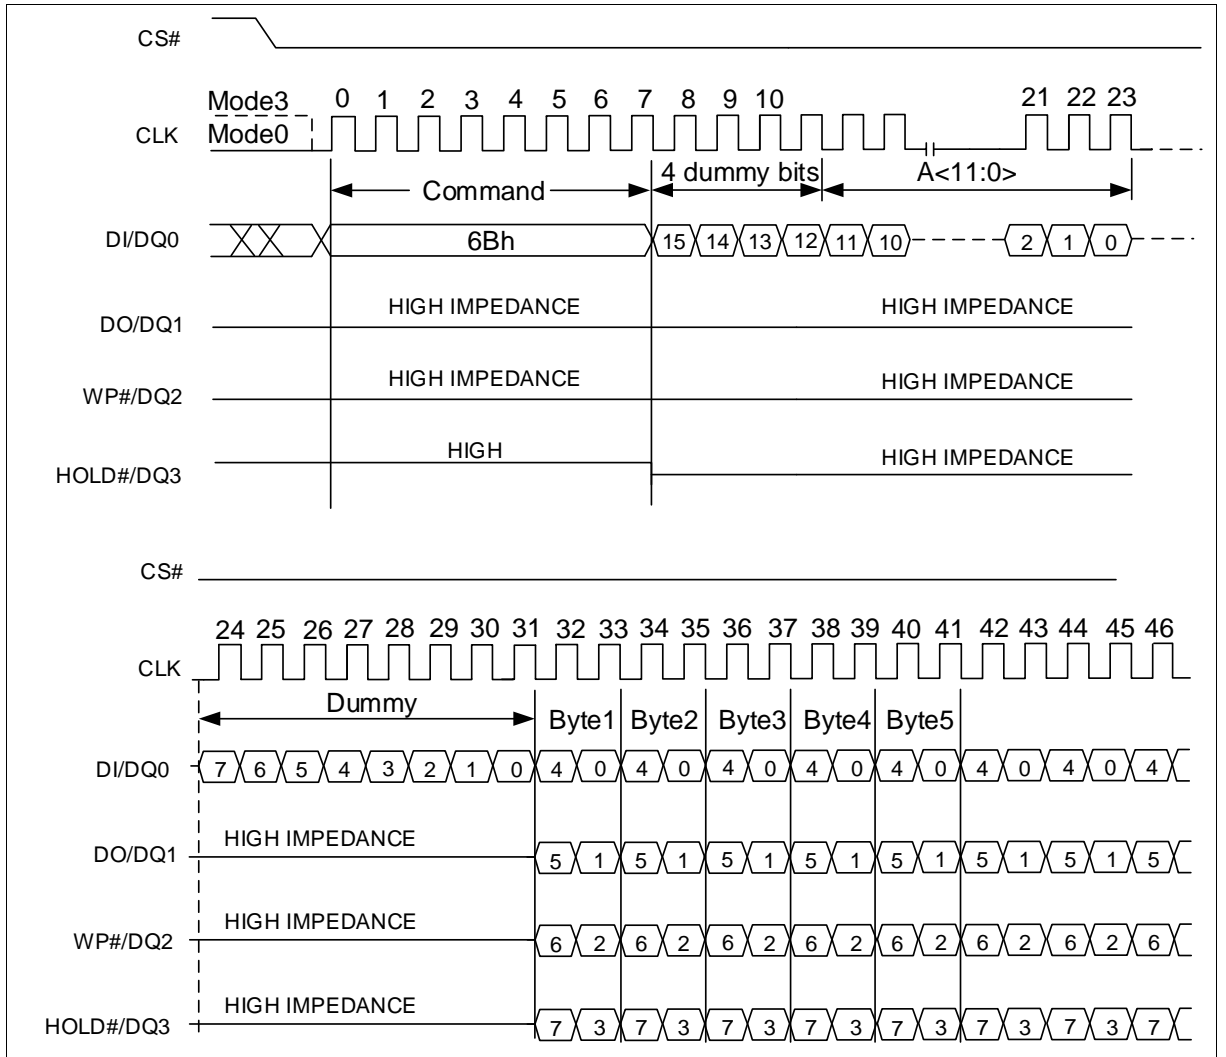 CS#
Mode3 0 1 2 3 4 5 6 7 8 9 10 21 22 23
CLK Mode0
Command 4 dummy bits A<11:0>
DI/DQ0 6Bh 15 14 13 12 11 10 2 1 0
HIGH IMPEDANCE HIGH IMPEDANCE
DO/DQ1
HIGH IMPEDANCE HIGH IMPEDANCE
WP#/DQ2
HIGH HIGH IMPEDANCE
HOLD#/DQ3
CS#
24 25 26 27 28 29 30 31 32 33 34 35 36 37 38 39 40 41 42 43 44 45 46
CLK
Dummy Byte1 Byte2 Byte3 Byte4 Byte5
DI/DQ0 7 6 5 4 3 2 1 0 4 0 4 0 4 0 4 0 4 0 4 0 4 0 4
HIGH IMPEDANCE
DO/DQ1 5 1 5 1 5 1 5 1 5 1 5 1 5 1 5
HIGH IMPEDANCE
WP#/DQ2 6 2 6 2 6 2 6 2 6 2 6 2 6 2 6
HIGH IMPEDANCE
HOLD#/DQ3 7 3 7 3 7 3 7 3 7 3 7 3 7 3 7